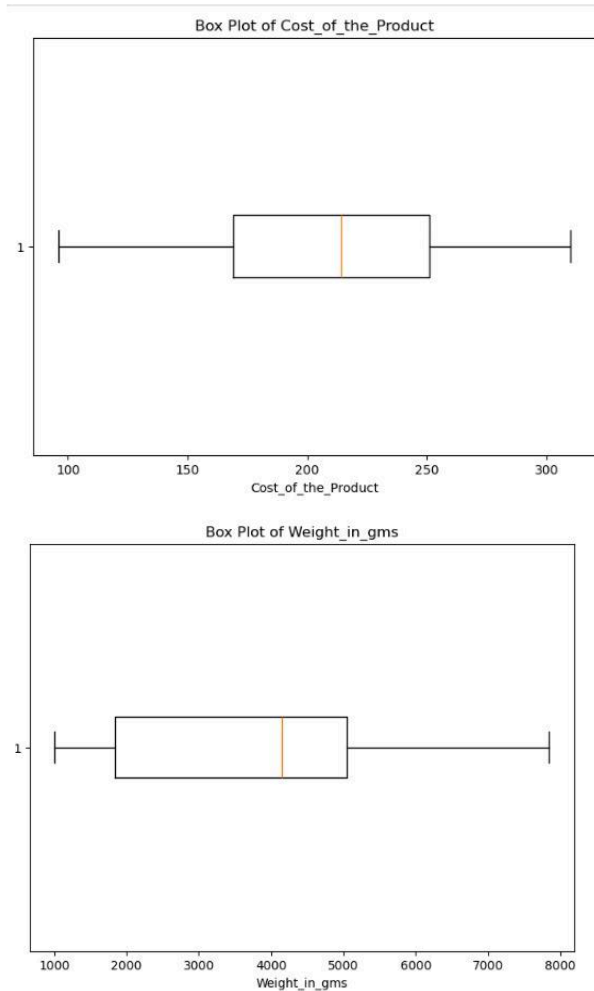 Box Plot of Cost_of_the_Product
1
100 150 200 250 300
Cost_of_the_Product
Box Plot of Weight_in_gms
1
1000 2000 3000 4000 5000 6000 7000 8000
Weight_in_gms